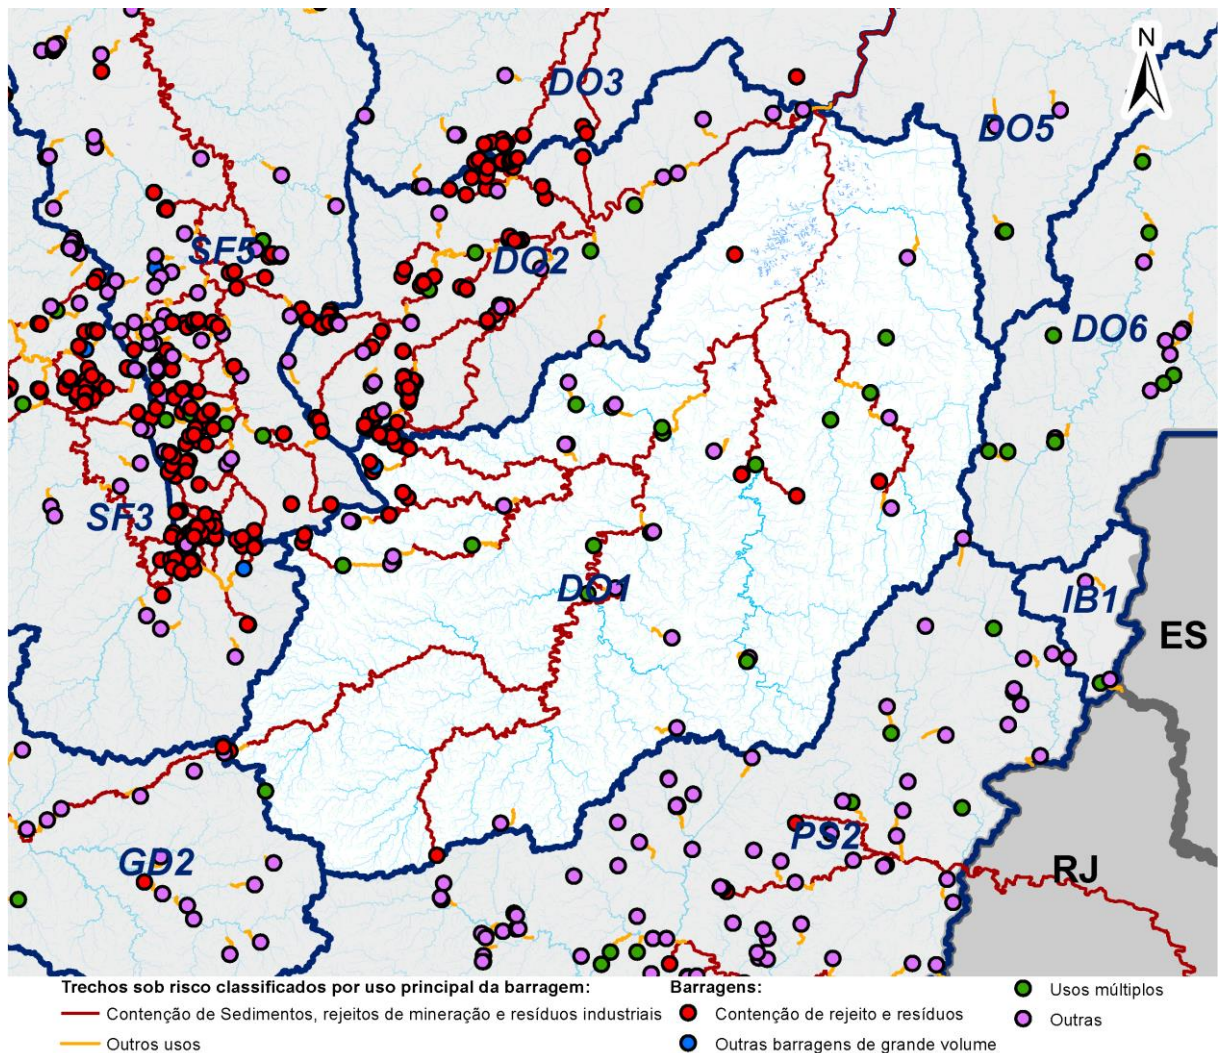 N
DO3
DO5
SF5
DO2
DO6
SF3
DO1
IB1
ES
PS2
GD2
RJ
Trechos sob risco classificados por uso principal da barragem:
Contenção de Sedimentos, rejeitos de mineração e resíduos industriais
Outros usos
Barragens:
Contenção de rejeito e resíduos
Outras barragens de grande volume
Usos múltiplos
Outras